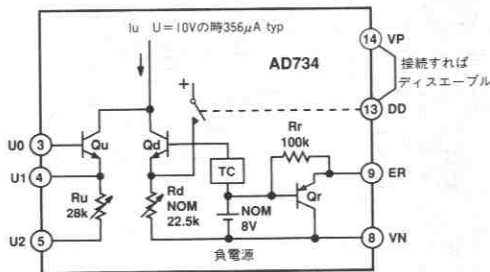 Iu U=10Vの時356μA typ
AD734
14 VP
接続すれば
ディスエーブル
13 DD
+
U0 3
Qu
Qd
U1 4
Ru
28k
Rd
NOM
22.5k
TC
Rr
100k
9 ER
Qr
NOM
8V
U2 5
負電源
8 VN